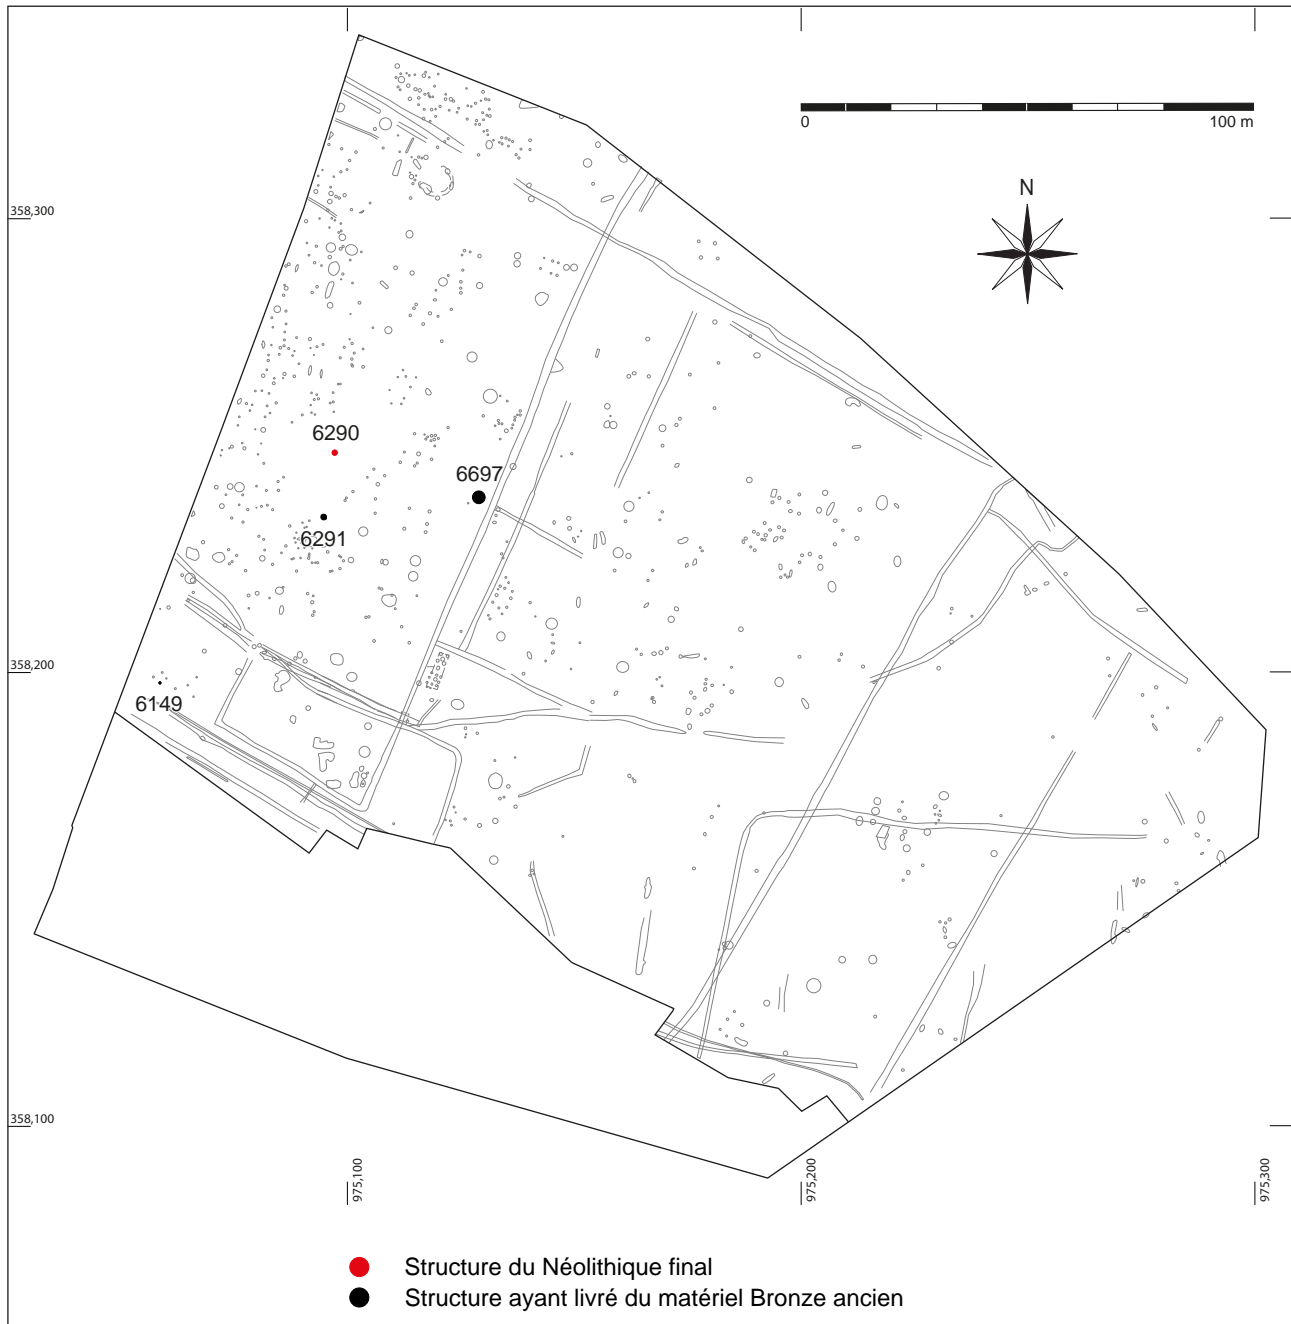 0
100 m
N
358,300
6290
6697
6291
358,200
6149
358,100
975,100
975,200
975,300
Structure du Néolithique final
Structure ayant livré du matériel Bronze ancien